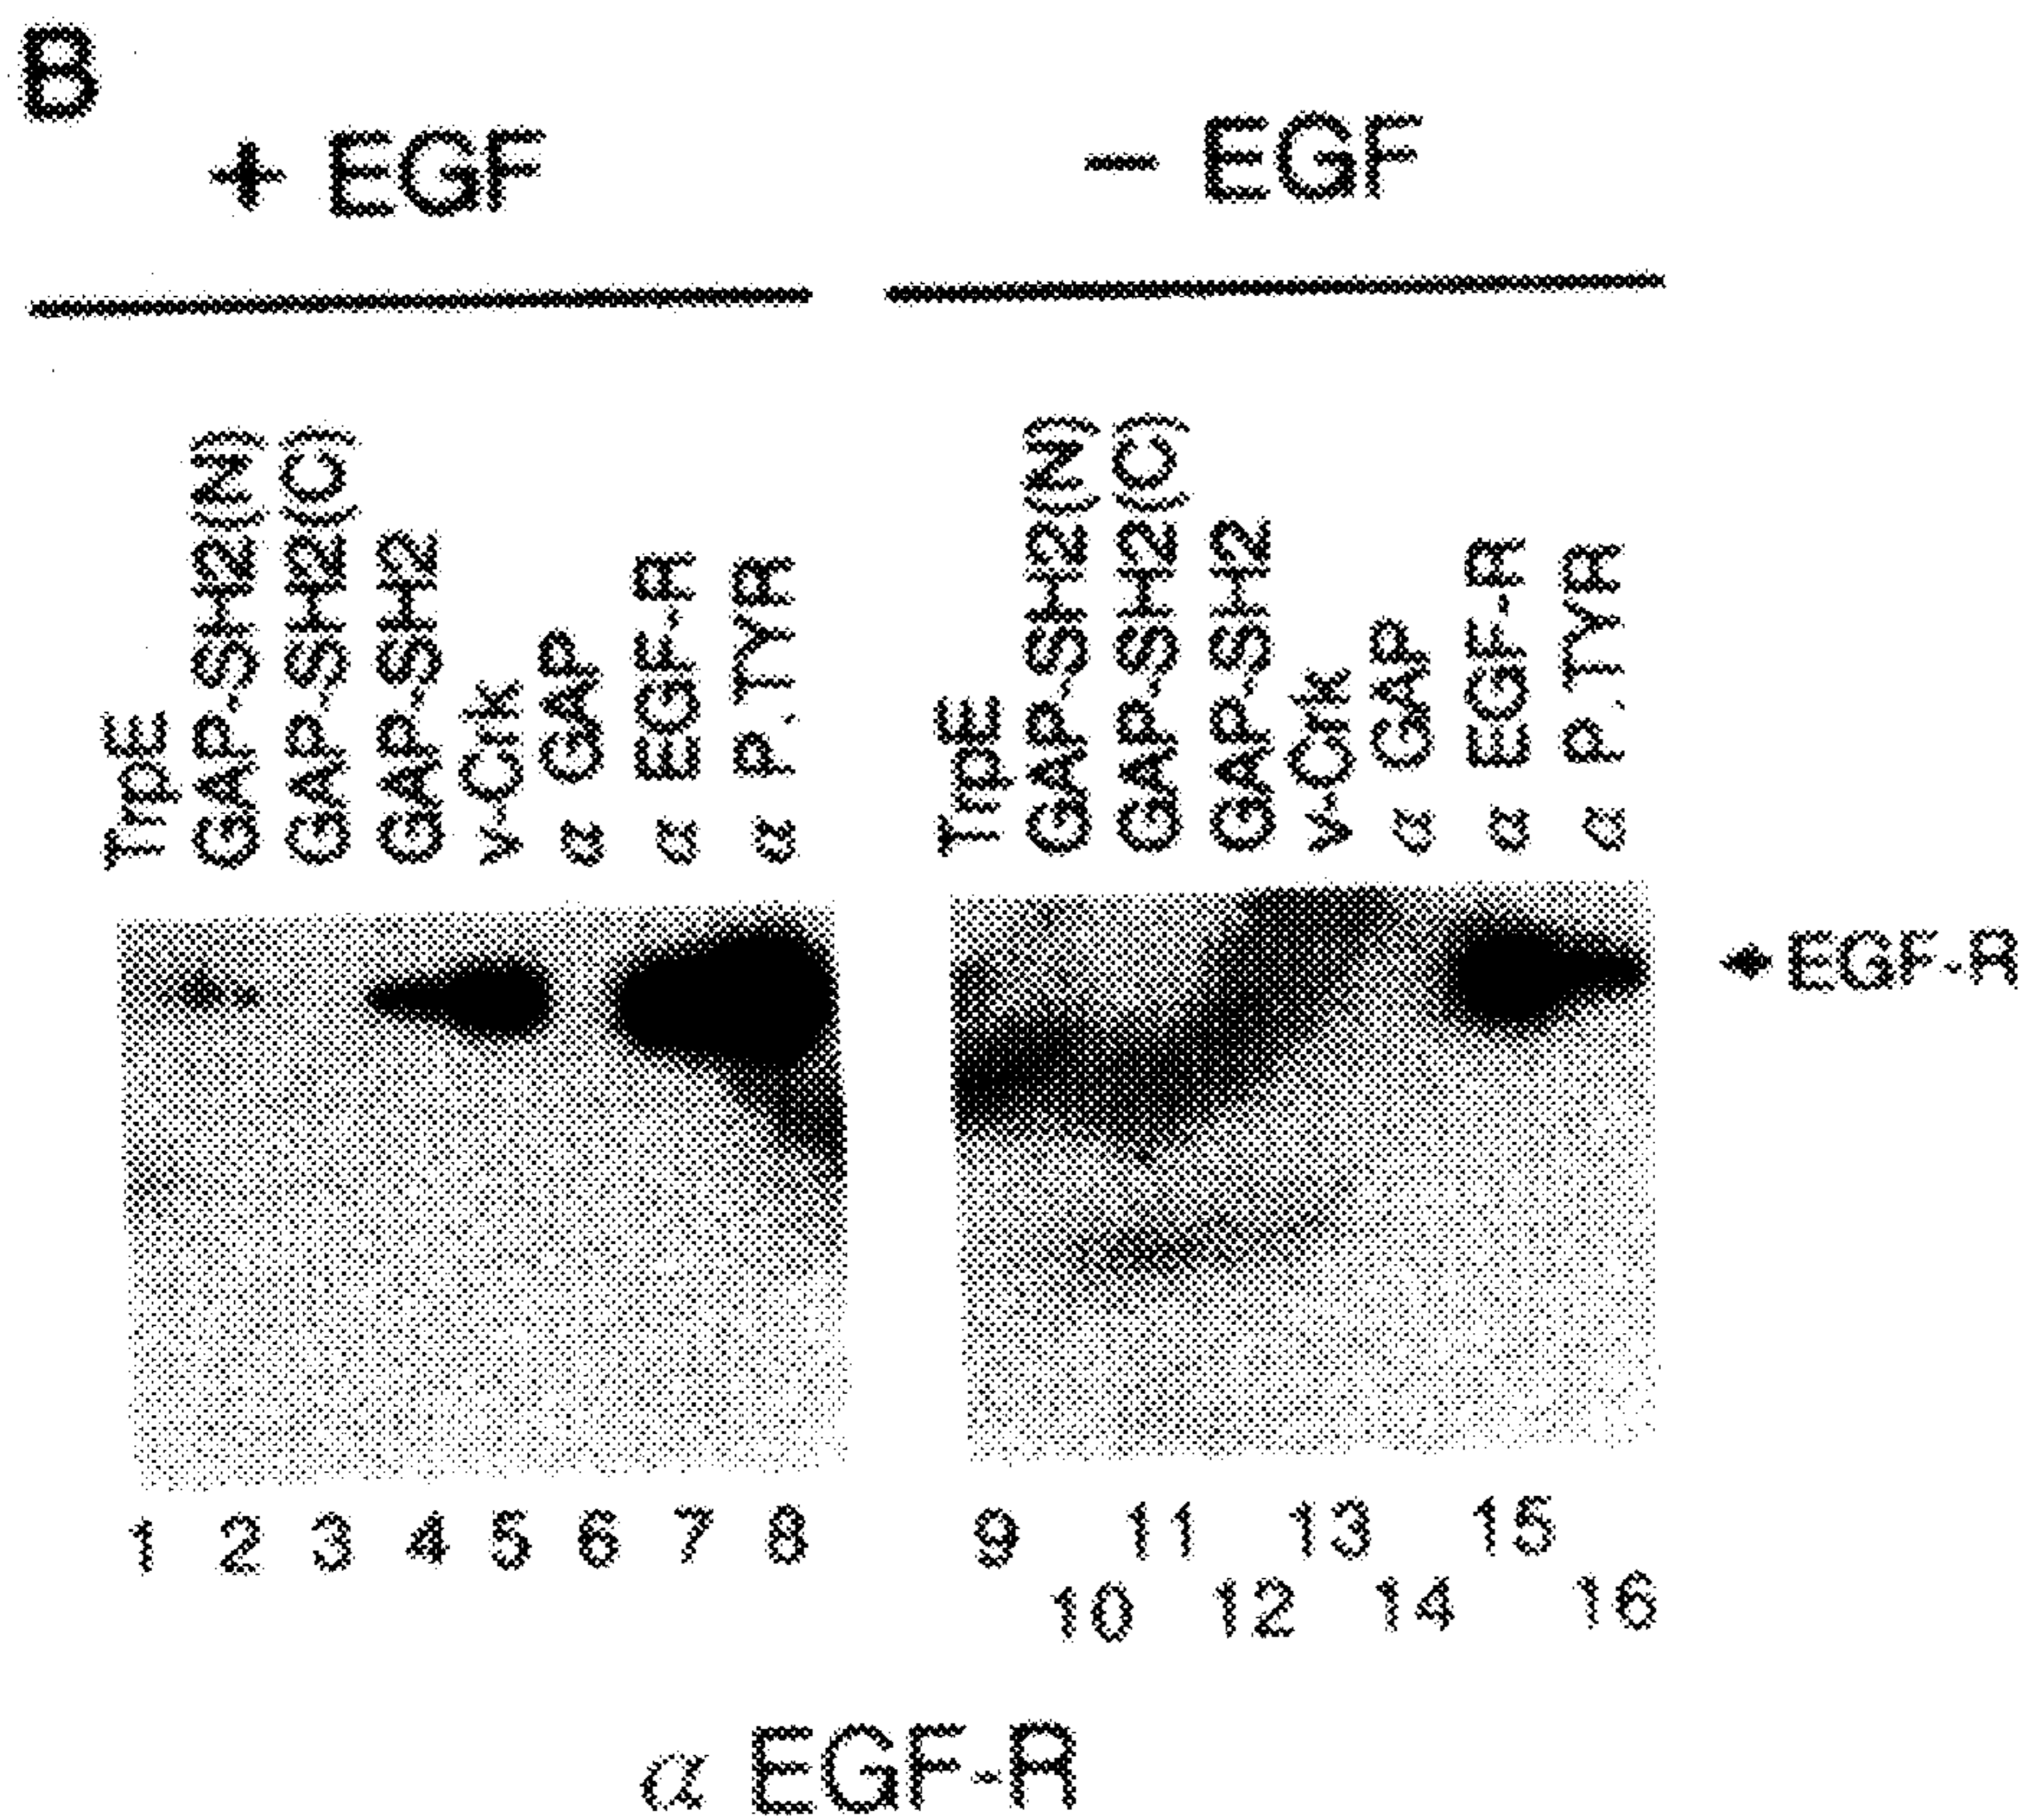 B
+ EGF
− EGF
TrpE
GAP-SH2(N)
GAP-SH2(C)
GAP-SH2
v-Crk
α GAP
α EGF-R
α P.TYR
TrpE
GAP-SH2(N)
GAP-SH2(C)
GAP-SH2
v-Crk
α GAP
α EGF-R
α P.TYR
EGF-R
1 2 3 4 5 6 7 8
9 11 13 15
10 12 14 16
α EGF-R